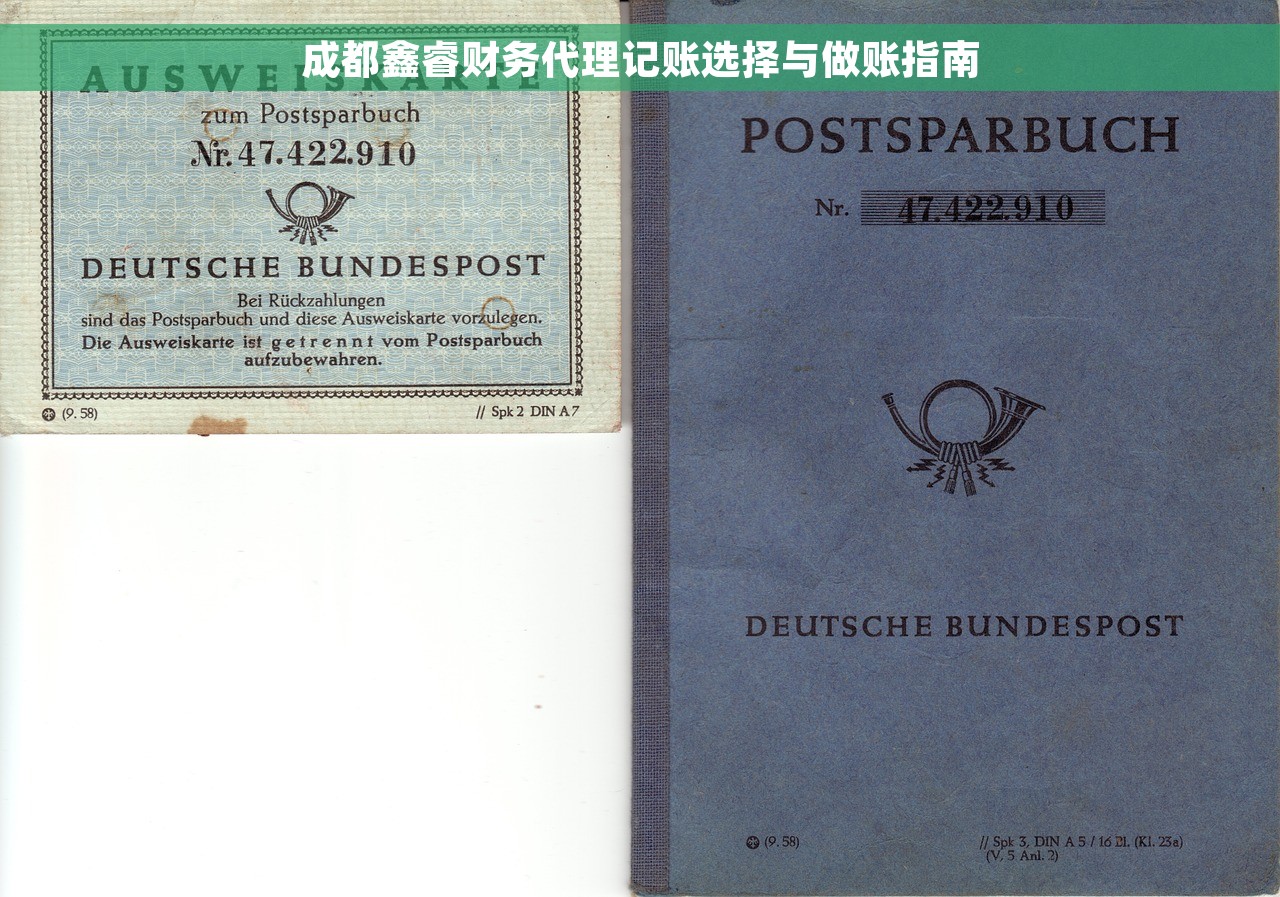 成都鑫睿财务代理记账选择与做账指南
AUSWEISKARTE
zum Postsparbuch
Nr. 47.422.910
DEUTSCHE BUNDESPOST
Bei Rückzahlungen
sind das Postsparbuch und diese Ausweiskarte vorzulegen.
Die Ausweiskarte ist getrennt vom Postsparbuch
aufzubewahren.
(9. 58)
// Spk 2 DIN A 7
POSTSPARBUCH
Nr. 47.422.910
DEUTSCHE BUNDESPOST
(9. 58)
// Spk 3, DIN A 5 / 16 Bl. (Kl. 23a)
(V, 5 Anl. 2)